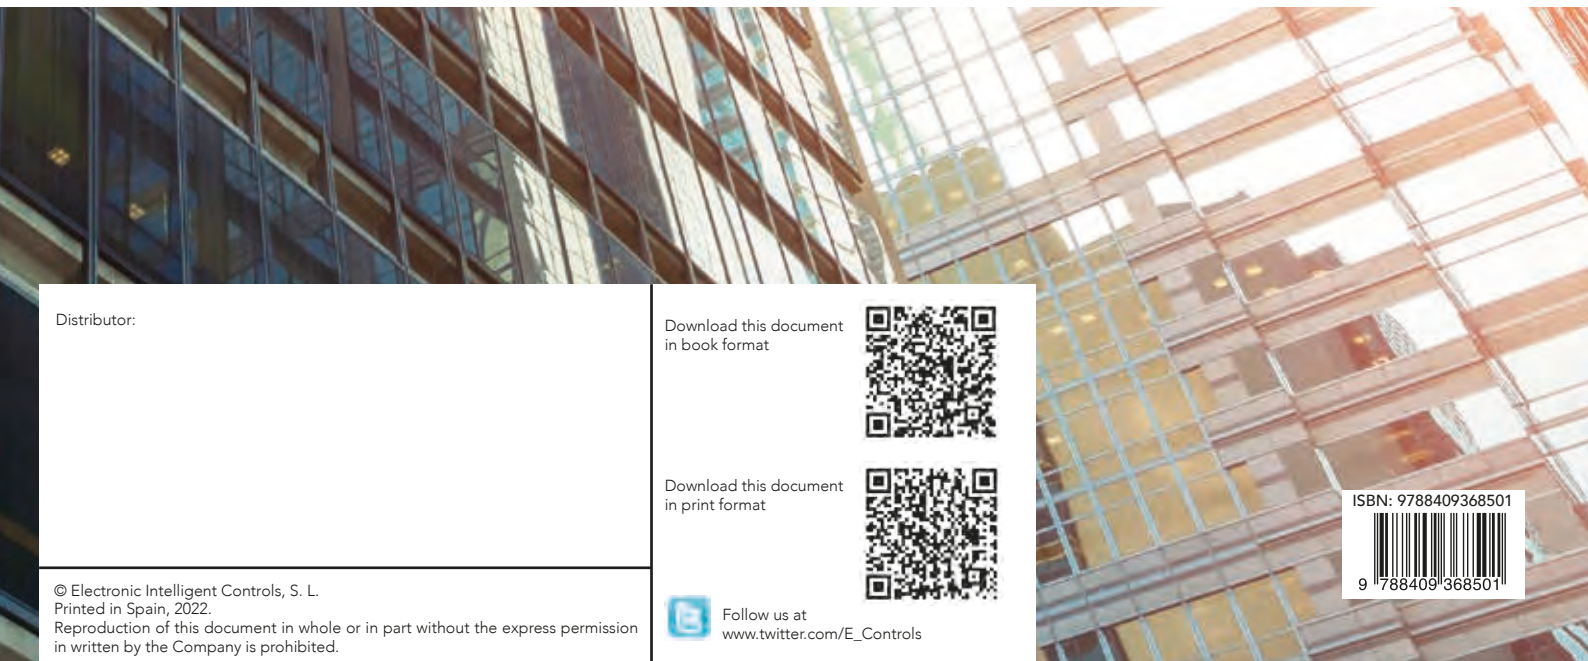 Distributor:
© Electronic Intelligent Controls, S. L.
Printed in Spain, 2022.
Reproduction of this document in whole or in part without the express permission
in written by the Company is prohibited.
Download this document
in book format
Download this document
in print format
Follow us at
www.twitter.com/E_Controls
ISBN: 9788409368501
9 788409 368501